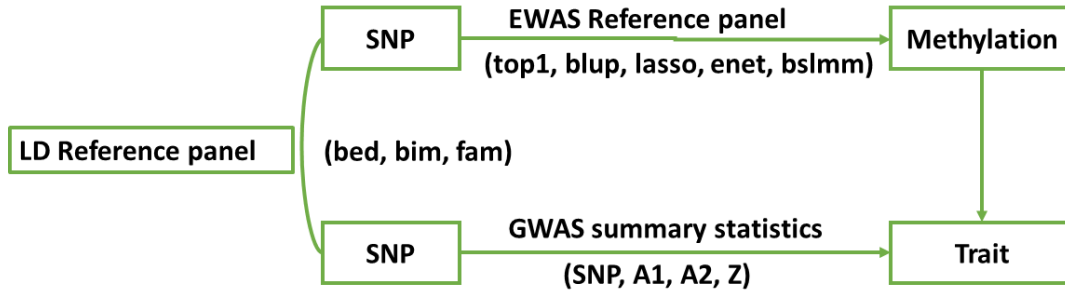 EWAS Reference panel
SNP
Methylation
(top1, blup, lasso, enet, bslmm)
LD Reference panel
(bed, bim, fam)
GWAS summary statistics
SNP
Trait
(SNP, A1, A2, Z)